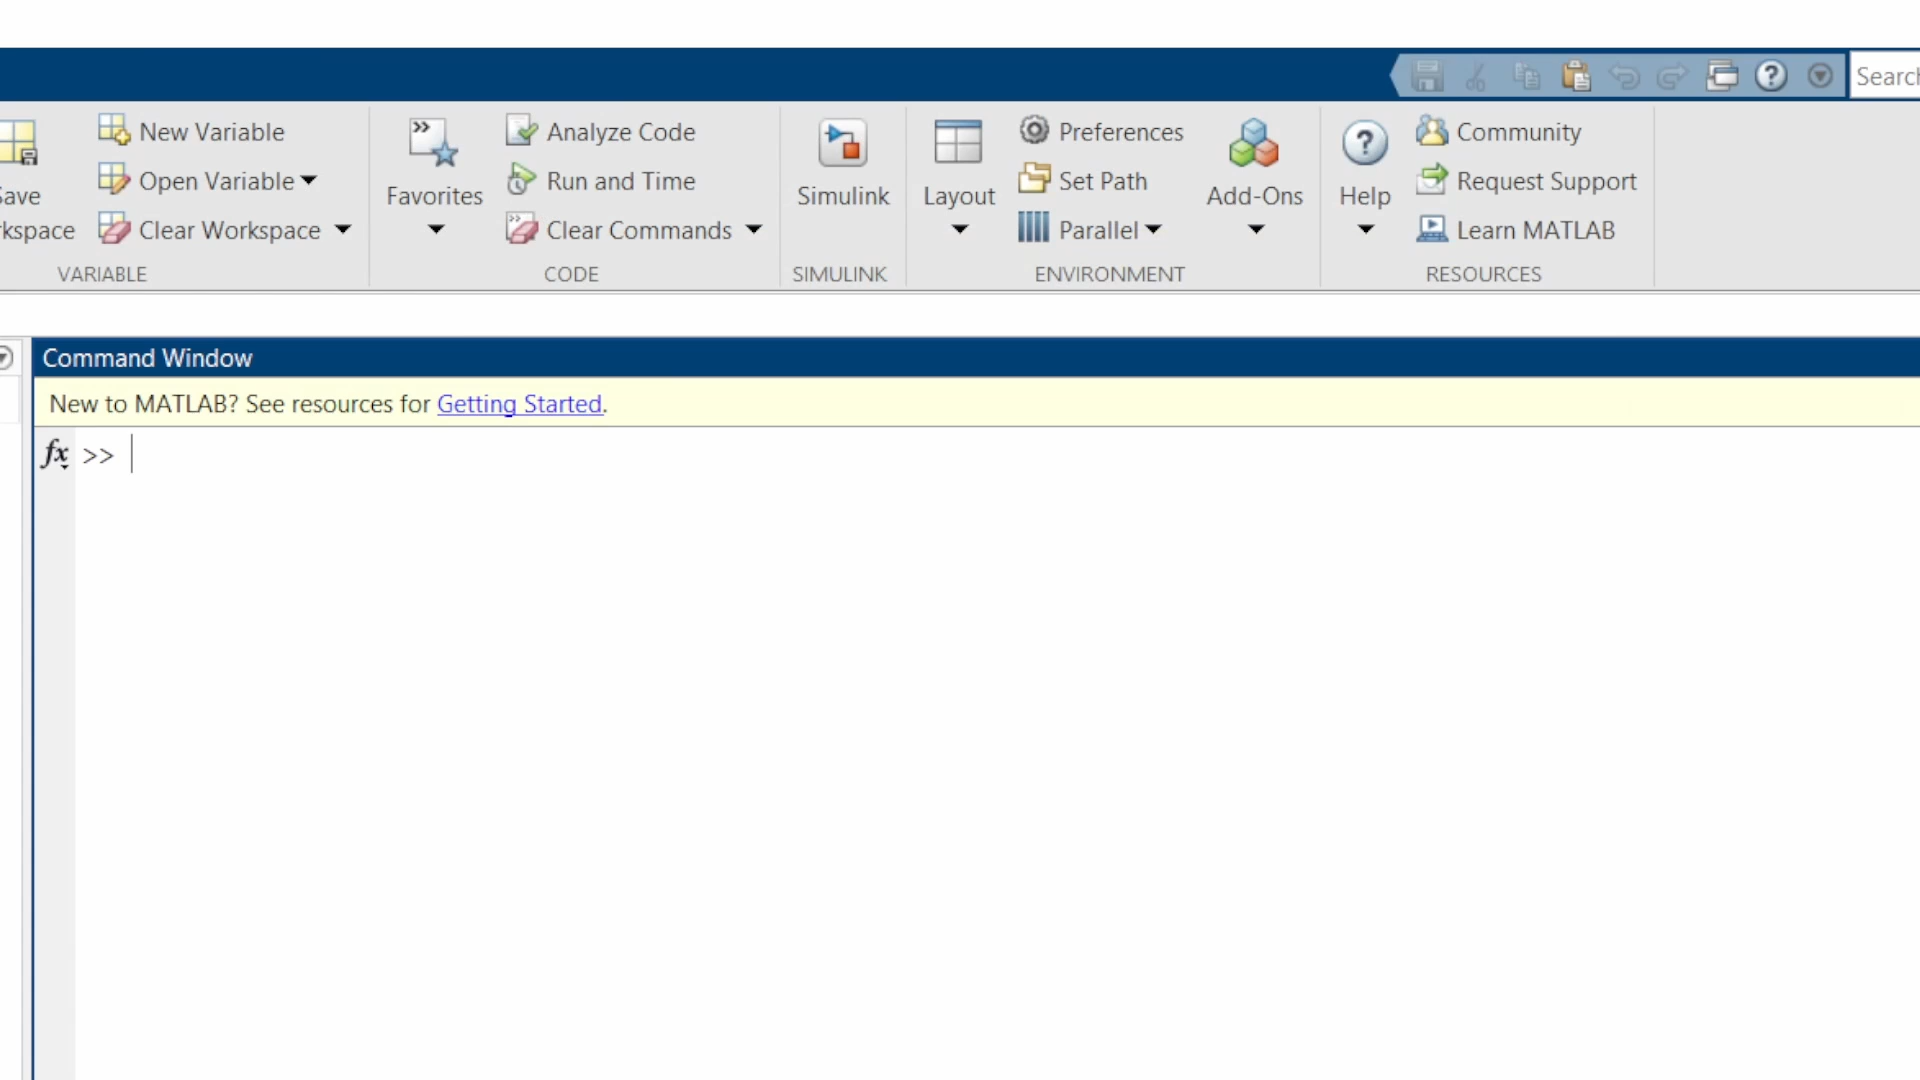 Search
New Variable
Open Variable
Clear Workspace
VARIABLE
Favorites
Analyze Code
Run and Time
Clear Commands
CODE
Simulink
SIMULINK
Layout
Preferences
Set Path
Parallel
Add-Ons
ENVIRONMENT
Help
Community
Request Support
Learn MATLAB
RESOURCES
Command Window
New to MATLAB? See resources for Getting Started.
fx >>